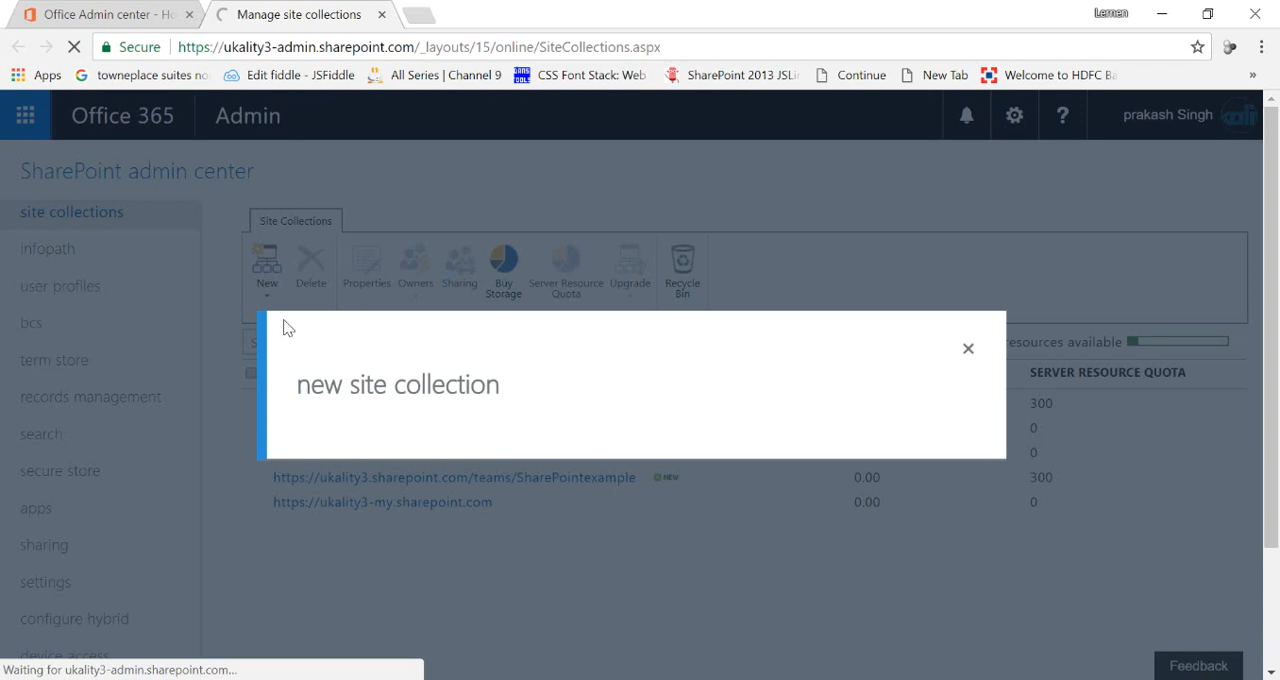 Office Admin center - Ho
Manage site collections
Lernen
Secure
https://ukality3-admin.sharepoint.com/_layouts/15/online/SiteCollections.aspx
Apps
towneplace suites no
Edit fiddle - JSFiddle
All Series | Channel 9
CSS Font Stack: Web
SharePoint 2013 JSLi
Continue
New Tab
Welcome to HDFC Ba
»
Office 365
Admin
?
prakash Singh
SharePoint admin center
site collections
infopath
user profiles
bcs
term store
records management
search
secure store
apps
sharing
settings
configure hybrid
device access
Site Collections
New
Delete
Properties
Owners
Sharing
Buy Storage
Server Resource Quota
Upgrade
Recycle Bin
resources available
SERVER RESOURCE QUOTA
300
0
0
new site collection
https://ukality3.sharepoint.com/teams/SharePointexample NEW 0.00 300
https://ukality3-my.sharepoint.com 0.00 0
Waiting for ukality3-admin.sharepoint.com...
Feedback